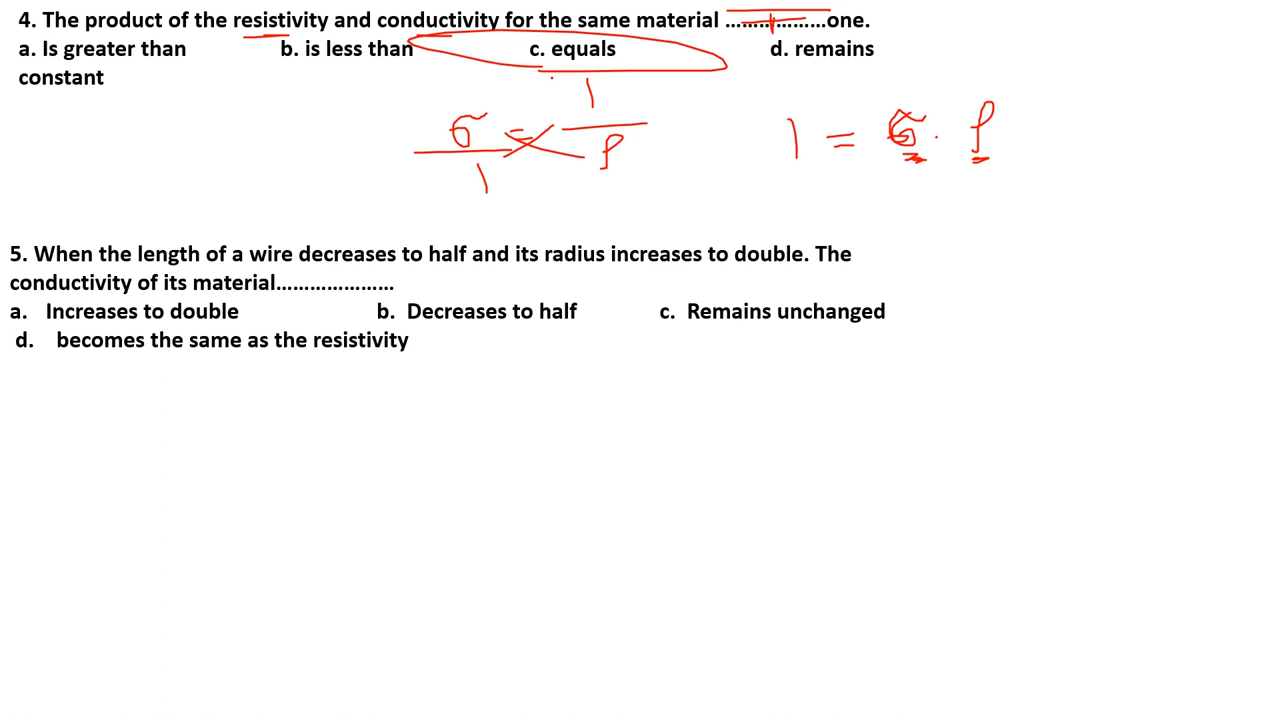 4. The product of the resistivity and conductivity for the same material ...................one.
a. Is greater than b. is less than c. equals d. remains
constant
1
σ = 1 = σ . ρ
1 ρ
5. When the length of a wire decreases to half and its radius increases to double. The
conductivity of its material.....................
a. Increases to double b. Decreases to half c. Remains unchanged
d. becomes the same as the resistivity